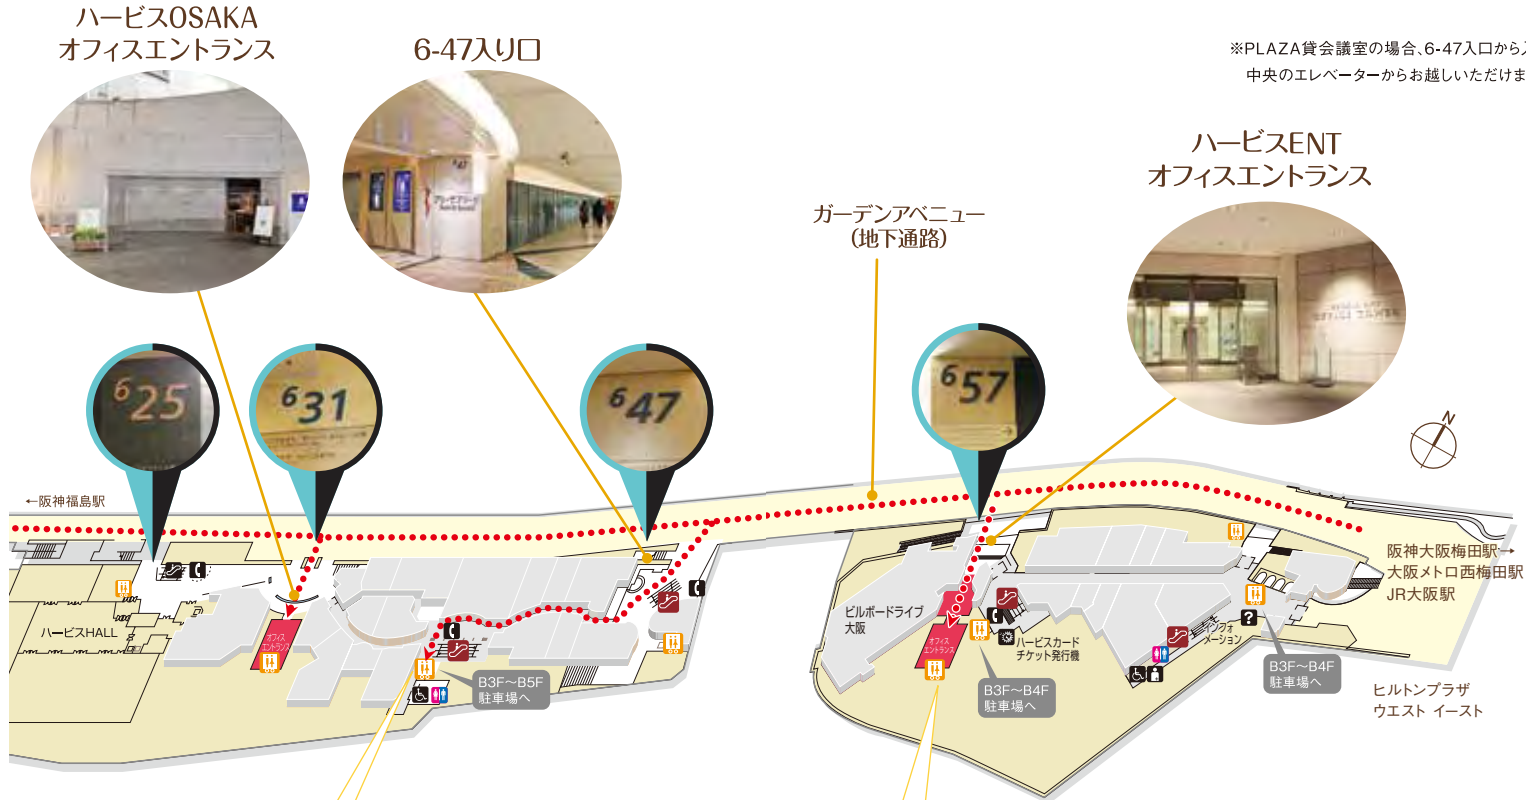 ハービスOSAKA
オフィスエントランス
6-47入り口
※PLAZA貸会議室の場合、6-47入口から
中央のエレベーターからお越しいただけま
ハービスENT
オフィスエントランス
ガーデンアベニュー
(地下通路)
625
631
647
657
N
←阪神福島駅
阪神大阪梅田駅→
大阪メトロ西梅田駅
JR大阪駅
ハービスHALL
オフィス
エントランス
B3F〜B5F
駐車場へ
ビルボードライブ
大阪
オフィス
エントランス
ハービスカード
チケット発行機
B3F〜B4F
駐車場へ
インフォ
メーション
?
B3F〜B4F
駐車場へ
ヒルトンプラザ
ウエスト イースト